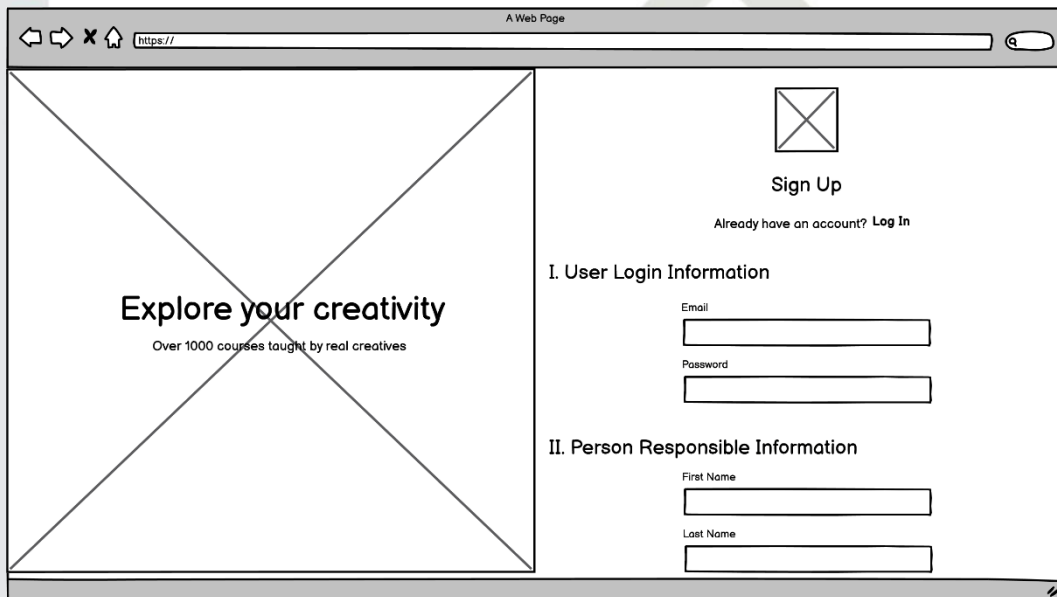 A Web Page
https://
Explore your creativity
Over 1000 courses taught by real creatives
Sign Up
Already have an account? Log In
I. User Login Information
Email
Password
II. Person Responsible Information
First Name
Last Name